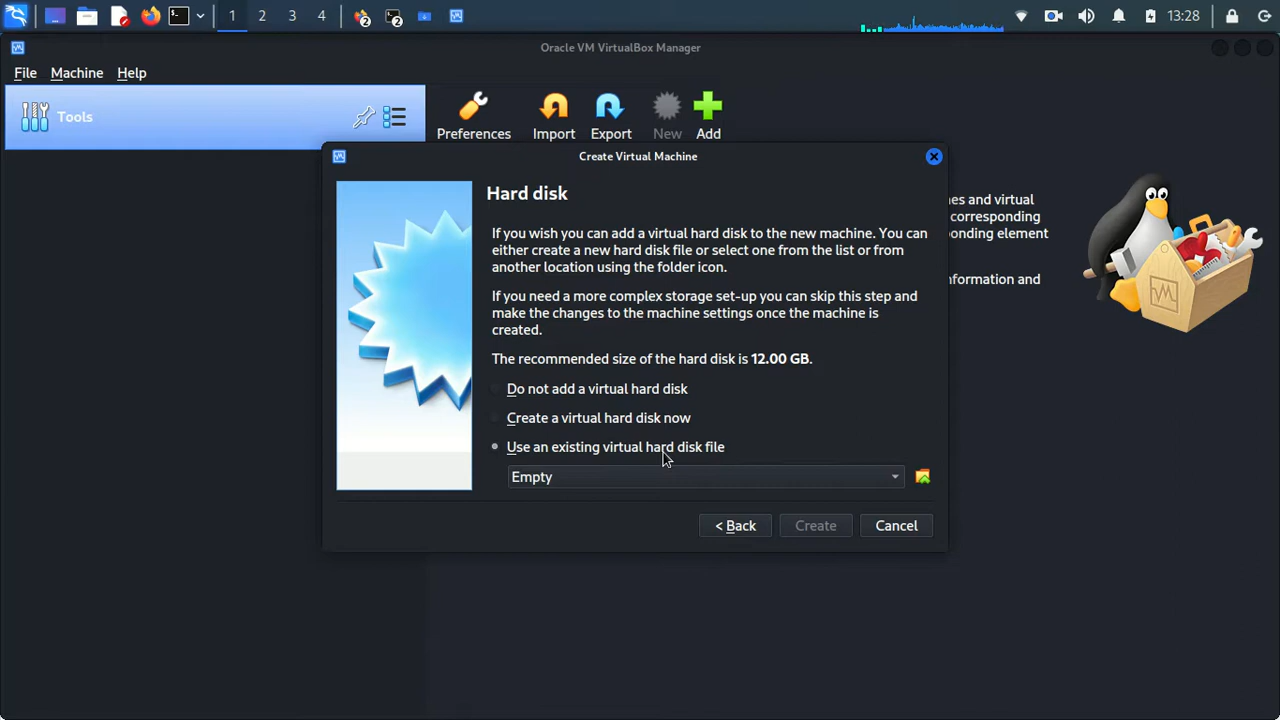 1 2 3 4 2 2 13:28
Oracle VM VirtualBox Manager
File Machine Help
Tools
Preferences Import Export New Add
Create Virtual Machine
Hard disk
If you wish you can add a virtual hard disk to the new machine. You can
either create a new hard disk file or select one from the list or from
another location using the folder icon.
If you need a more complex storage set-up you can skip this step and
make the changes to the machine settings once the machine is
created.
The recommended size of the hard disk is 12.00 GB.
Do not add a virtual hard disk
Create a virtual hard disk now
Use an existing virtual hard disk file
Empty
< Back Create Cancel
es and virtual
corresponding
ponding element
nformation and